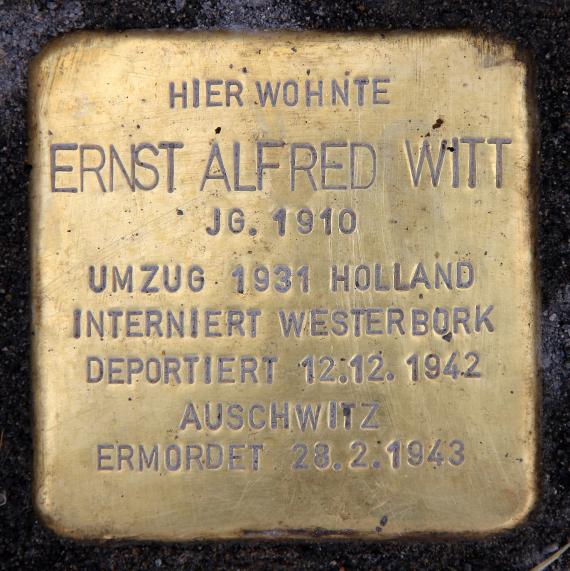 HIER WOHNTE
ERNST ALFRED WITT
JG. 1910
UMZUG 1931 HOLLAND
INTERNIERT WESTERBORK
DEPORTIERT 12.12.1942
AUSCHWITZ
ERMORDET 28.2.1943